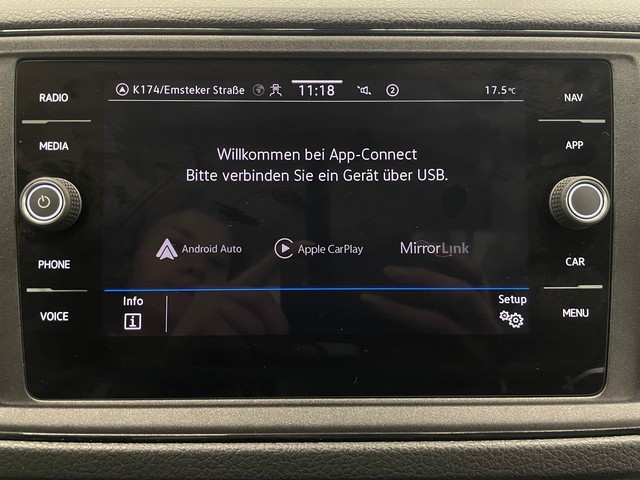 RADIO
MEDIA
PHONE
VOICE
K174/Emsteker Straße
11:18
2
17.5°C
Willkommen bei App-Connect
Bitte verbinden Sie ein Gerät über USB.
Android Auto
Apple CarPlay
MirrorLink
Info
i
Setup
NAV
APP
CAR
MENU